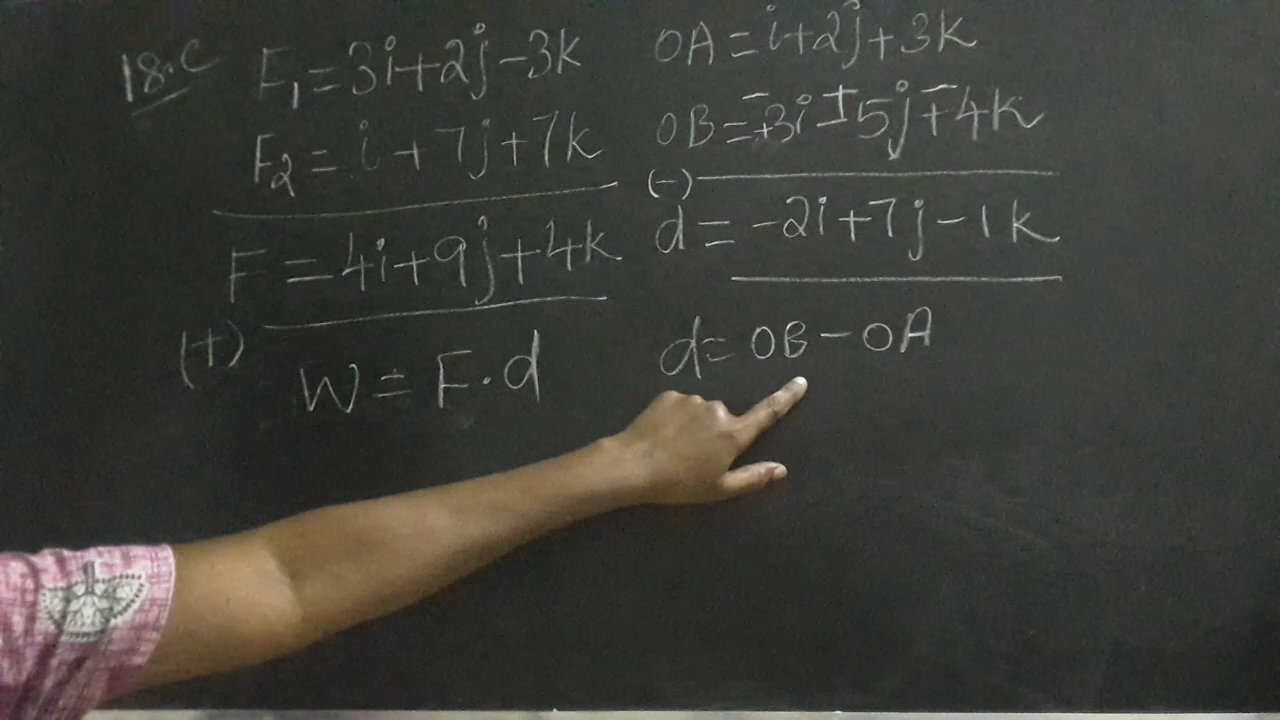 18.C
F₁ = 3i + 2j - 3k
F₂ = i + 7j + 7k
F = 4i + 9j + 4k
(+)
W = F . d
OA = i + 2j + 3k
OB = +3i - 5j + 4k
- + -
(-)
d = -2i + 7j - 1k
d = OB - OA